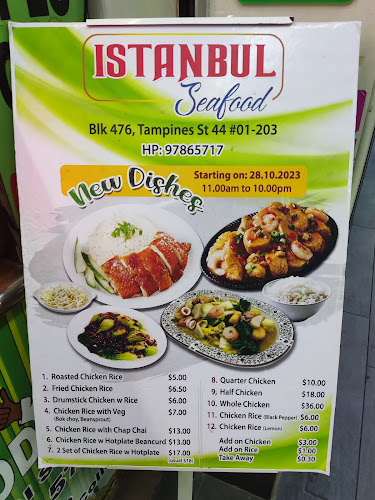 ISTANBUL
Seafood
Blk 476, Tampines St 44 #01-203
HP: 97865717
New Dishes
Starting on: 28.10.2023
11.00am to 10.00pm
1. Roasted Chicken Rice $5.00
2. Fried Chicken Rice $6.50
3. Drumstick Chicken w Rice $6.00
4. Chicken Rice with Veg $7.00
(Bok choy, Beansprout)
5. Chicken Rice with Chap Chai $13.00
6. Chicken Rice w Hotplate Beancurd $13.00
7. 2 Set of Chicken Rice w Hotplate $17.00
(usual $18)
8. Quarter Chicken $10.00
9. Half Chicken $18.00
10. Whole Chicken $36.00
11. Chicken Rice (Black Pepper) $6.00
12. Chicken Rice (Lemon) $6.00
Add on Chicken $3.00
Add on Rice $1.00
Take Away $0.30